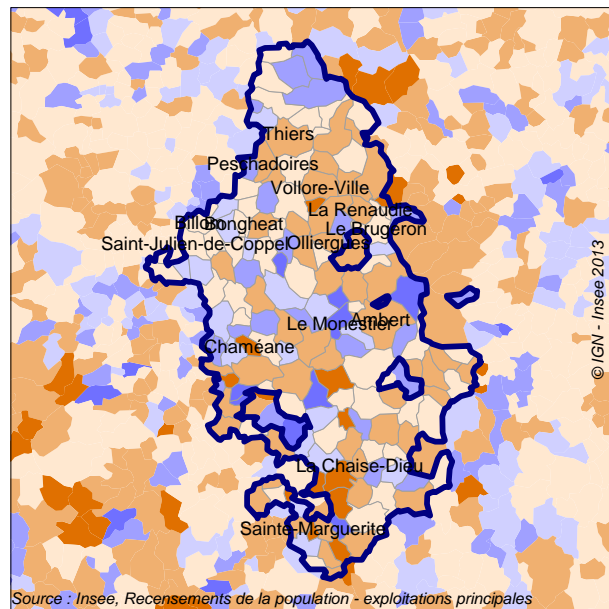 Thiers
Peschadoires
Vollore-Ville
La Renaudie
Billom
Bongheat
Le Brugeron
Saint-Julien-de-Coppel
Olliergues
Ambert
Le Monestier
Chaméane
La Chaise-Dieu
Sainte-Marguerite
© IGN - Insee 2013
Source : Insee, Recensements de la population - exploitations principales